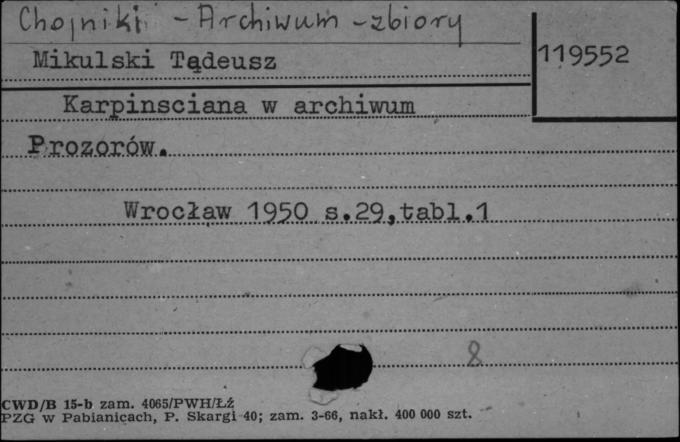 Chojniki - Archiwum - zbiory
Mikulski Tądeusz
119552
Karpinsciana w archiwum
Prozorów.
Wrocław 1950 s.29,tabl.1
8
CWD/B 15-b zam. 4065/PWH/ŁŹ
PZG w Pabianicach, P. Skargi 40; zam. 3-66, nakł. 400 000 szt.